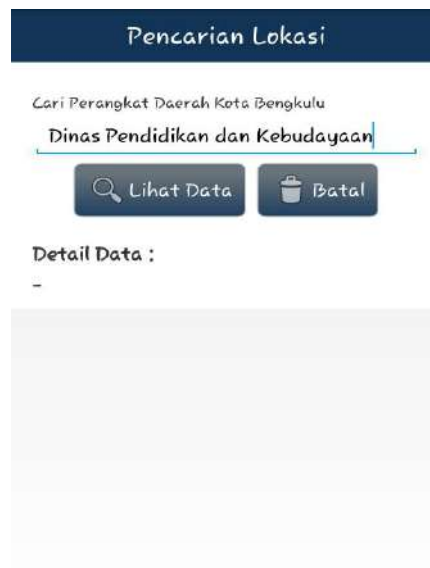 Pencarian Lokasi
Cari Perangkat Daerah Kota Bengkulu
Dinas Pendidikan dan Kebudayaan
Lihat Data Batal
Detail Data :
-